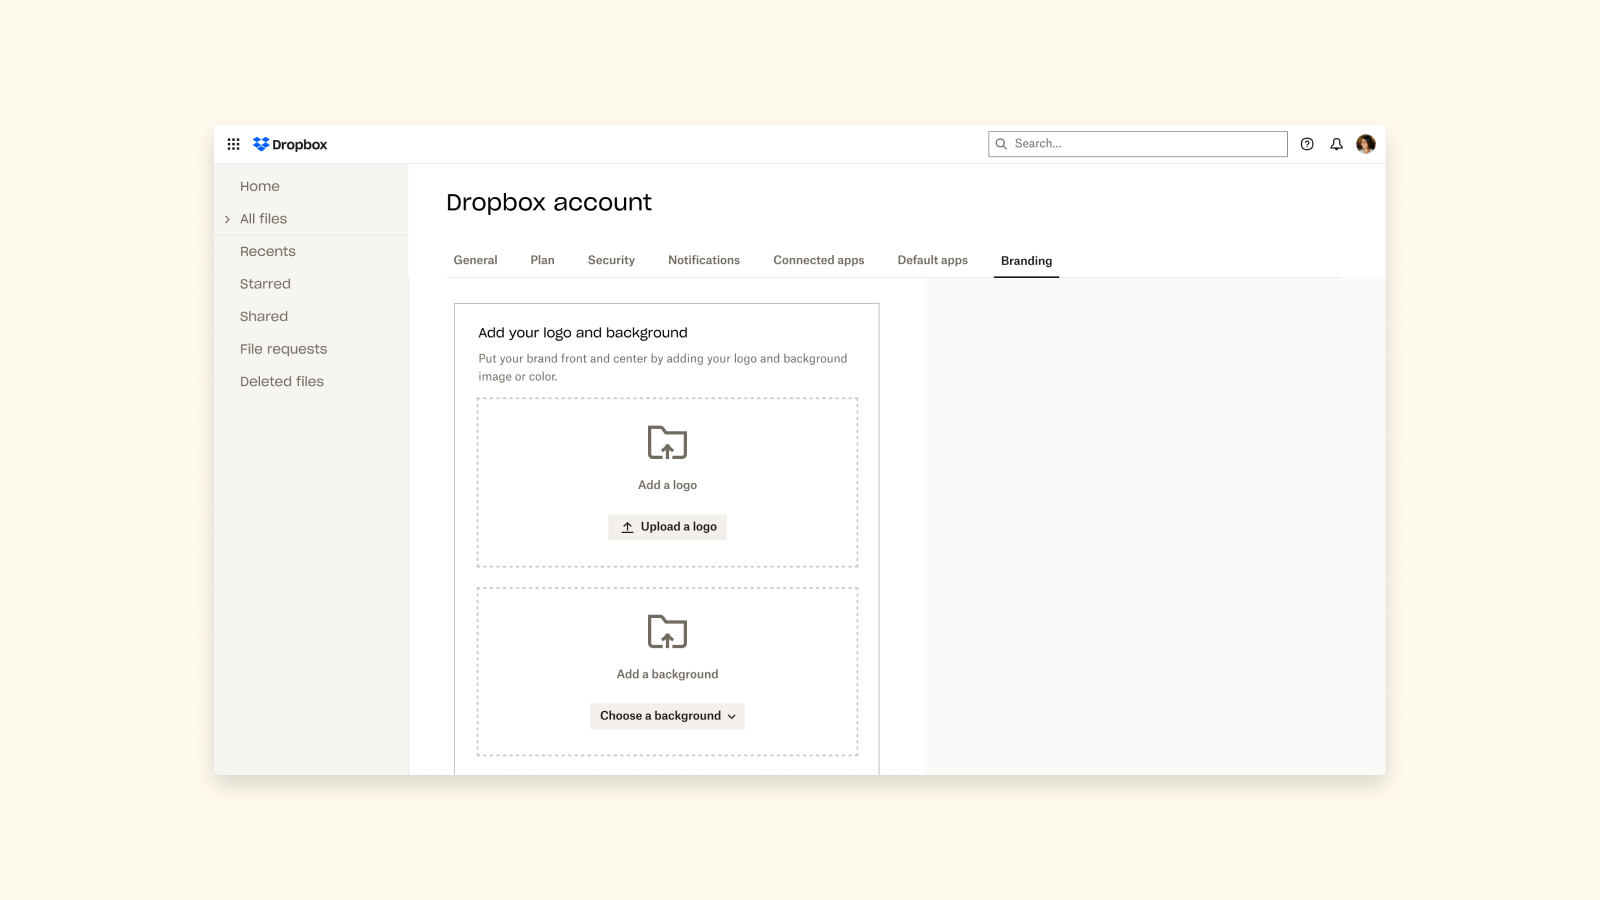 Dropbox
Search...
Home
All files
Recents
Starred
Shared
File requests
Deleted files
Dropbox account
General Plan Security Notifications Connected apps Default apps Branding
Add your logo and background
Put your brand front and center by adding your logo and background
image or color.
Add a logo
Upload a logo
Add a background
Choose a background